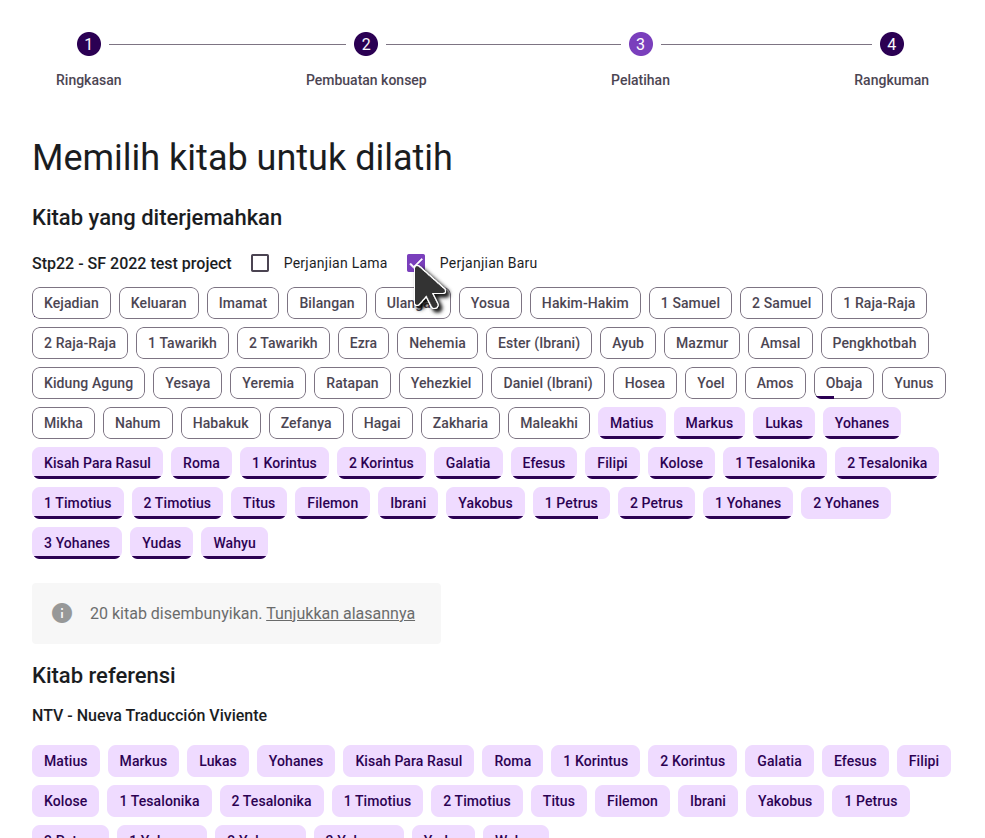 1 2 3 4
Ringkasan Pembuatan konsep Pelatihan Rangkuman
Memilih kitab untuk dilatih
Kitab yang diterjemahkan
Stp22 - SF 2022 test project Perjanjian Lama Perjanjian Baru
Kejadian Keluaran Imamat Bilangan Yosua Hakim-Hakim 1 Samuel 2 Samuel 1 Raja-Raja
2 Raja-Raja 1 Tawarikh 2 Tawarikh Ezra Nehemia Ester (Ibrani) Ayub Mazmur Amsal Pengkhotbah
Kidung Agung Yesaya Yeremia Ratapan Yehezkiel Daniel (Ibrani) Hosea Yoel Amos Obaja Yunus
Mikha Nahum Habakuk Zefanya Hagai Zakharia Maleakhi Matius Markus Lukas Yohanes
Kisah Para Rasul Roma 1 Korintus 2 Korintus Galatia Efesus Filipi Kolose 1 Tesalonika 2 Tesalonika
1 Timotius 2 Timotius Titus Filemon Ibrani Yakobus 1 Petrus 2 Petrus 1 Yohanes 2 Yohanes
3 Yohanes Yudas Wahyu
20 kitab disembunyikan. Tunjukkan alasannya
Kitab referensi
NTV - Nueva Traducción Viviente
Matius Markus Lukas Yohanes Kisah Para Rasul Roma 1 Korintus 2 Korintus Galatia Efesus Filipi
Kolose 1 Tesalonika 2 Tesalonika 1 Timotius 2 Timotius Titus Filemon Ibrani Yakobus 1 Petrus